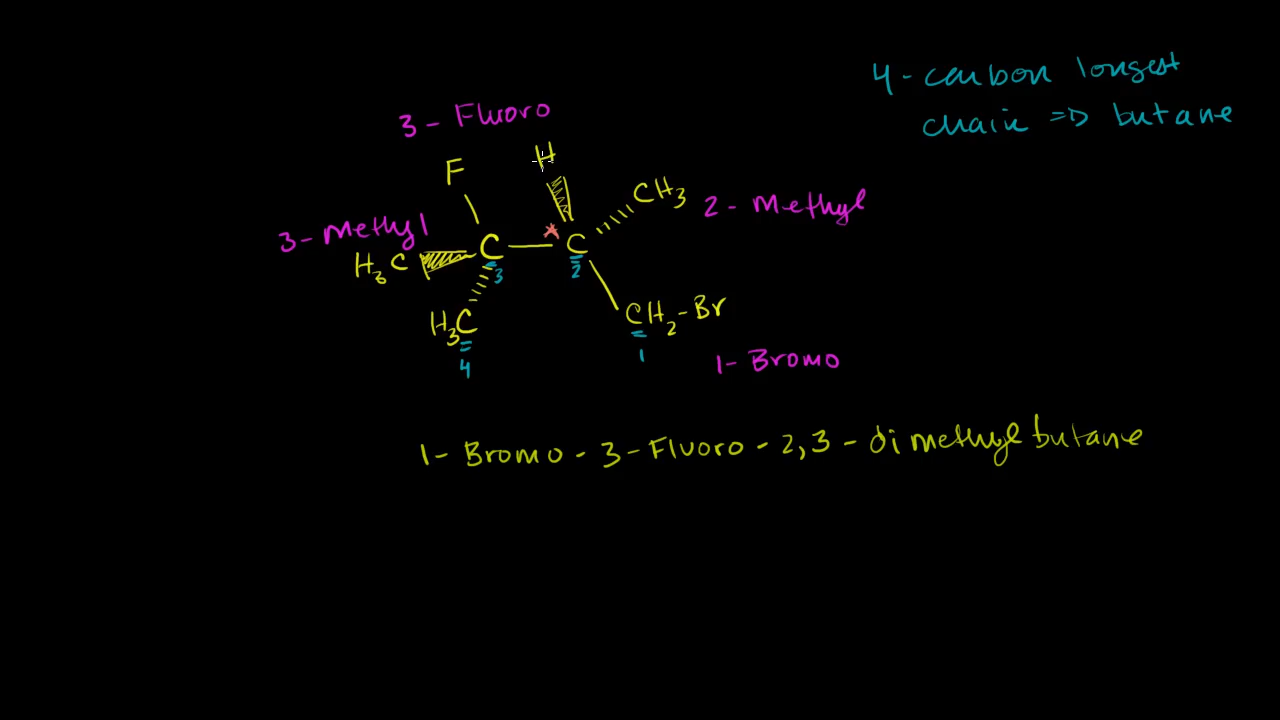 4 - carbon longest
chain => butane
3 - Fluoro
F
H
CH3
2 - Methyl
3 - Methyl
H3C
C
3
C
2
H3C
4
CH2-Br
1
1- Bromo
1- Bromo - 3-Fluoro - 2,3 - dimethyl butane